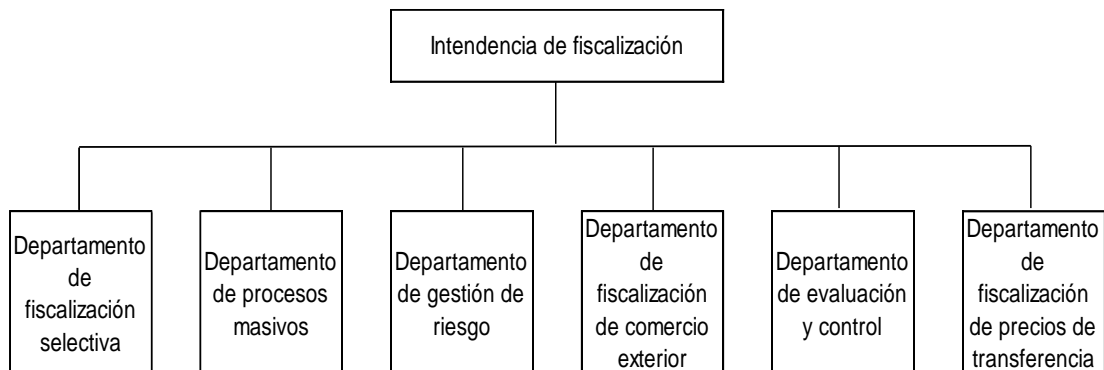 Intendencia de fiscalización
Departamento
de
fiscalización
selectiva
Departamento
de procesos
masivos
Departamento
de gestión de
riesgo
Departamento
de
fiscalización
de comercio
exterior
Departamento
de evaluación
y control
Departamento
de
fiscalización
de precios de
transferencia